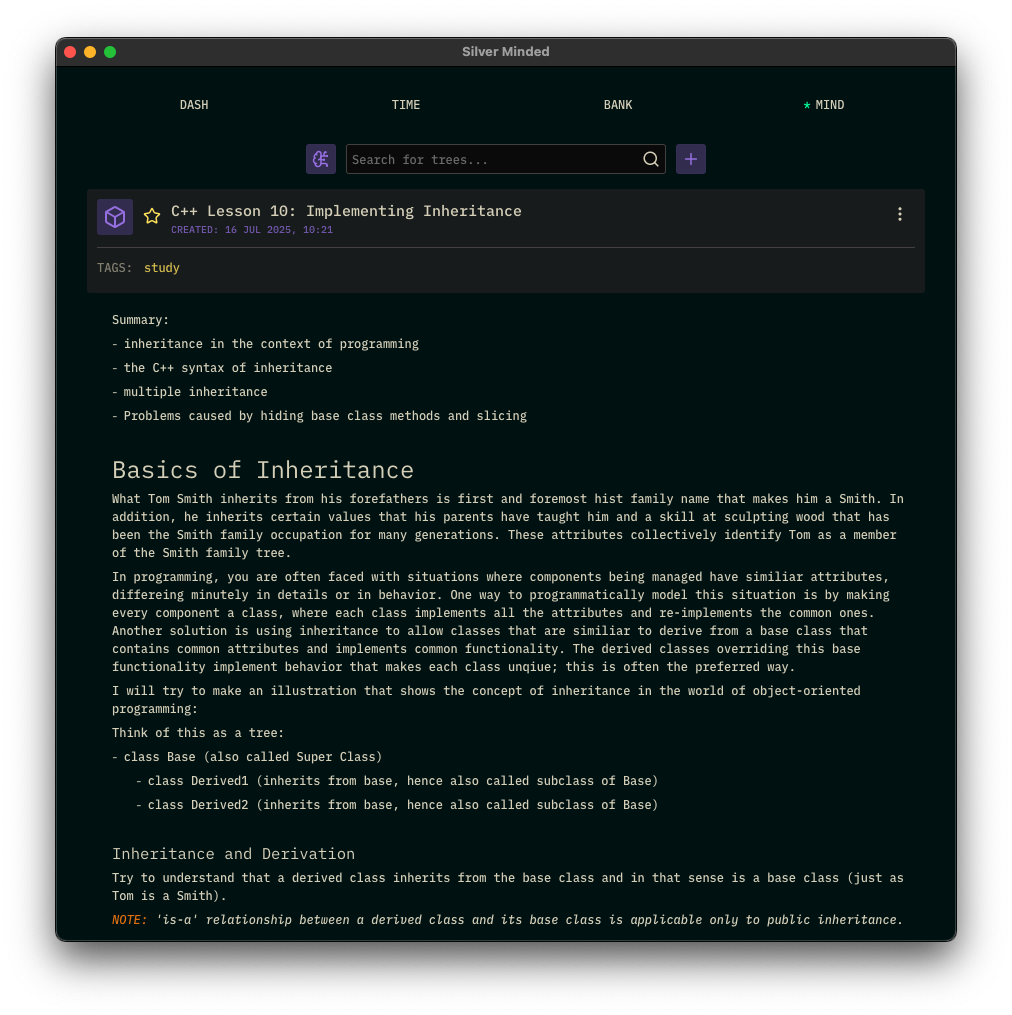 Silver Minded
DASH
TIME
BANK
* MIND
Search for trees...
+
C++ Lesson 10: Implementing Inheritance
CREATED: 16 JUL 2025, 10:21
TAGS: study
Summary:
- inheritance in the context of programming
- the C++ syntax of inheritance
- multiple inheritance
- Problems caused by hiding base class methods and slicing
Basics of Inheritance
What Tom Smith inherits from his forefathers is first and foremost hist family name that makes him a Smith. In
addition, he inherits certain values that his parents have taught him and a skill at sculpting wood that has
been the Smith family occupation for many generations. These attributes collectively identify Tom as a member
of the Smith family tree.
In programming, you are often faced with situations where components being managed have similiar attributes,
differeing minutely in details or in behavior. One way to programmatically model this situation is by making
every component a class, where each class implements all the attributes and re-implements the common ones.
Another solution is using inheritance to allow classes that are similiar to derive from a base class that
contains common attributes and implements common functionality. The derived classes overriding this base
functionality implement behavior that makes each class unqiue; this is often the preferred way.
I will try to make an illustration that shows the concept of inheritance in the world of object-oriented
programming:
Think of this as a tree:
- class Base (also called Super Class)
- class Derived1 (inherits from base, hence also called subclass of Base)
- class Derived2 (inherits from base, hence also called subclass of Base)
Inheritance and Derivation
Try to understand that a derived class inherits from the base class and in that sense is a base class (just as
Tom is a Smith).
NOTE: 'is-a' relationship between a derived class and its base class is applicable only to public inheritance.